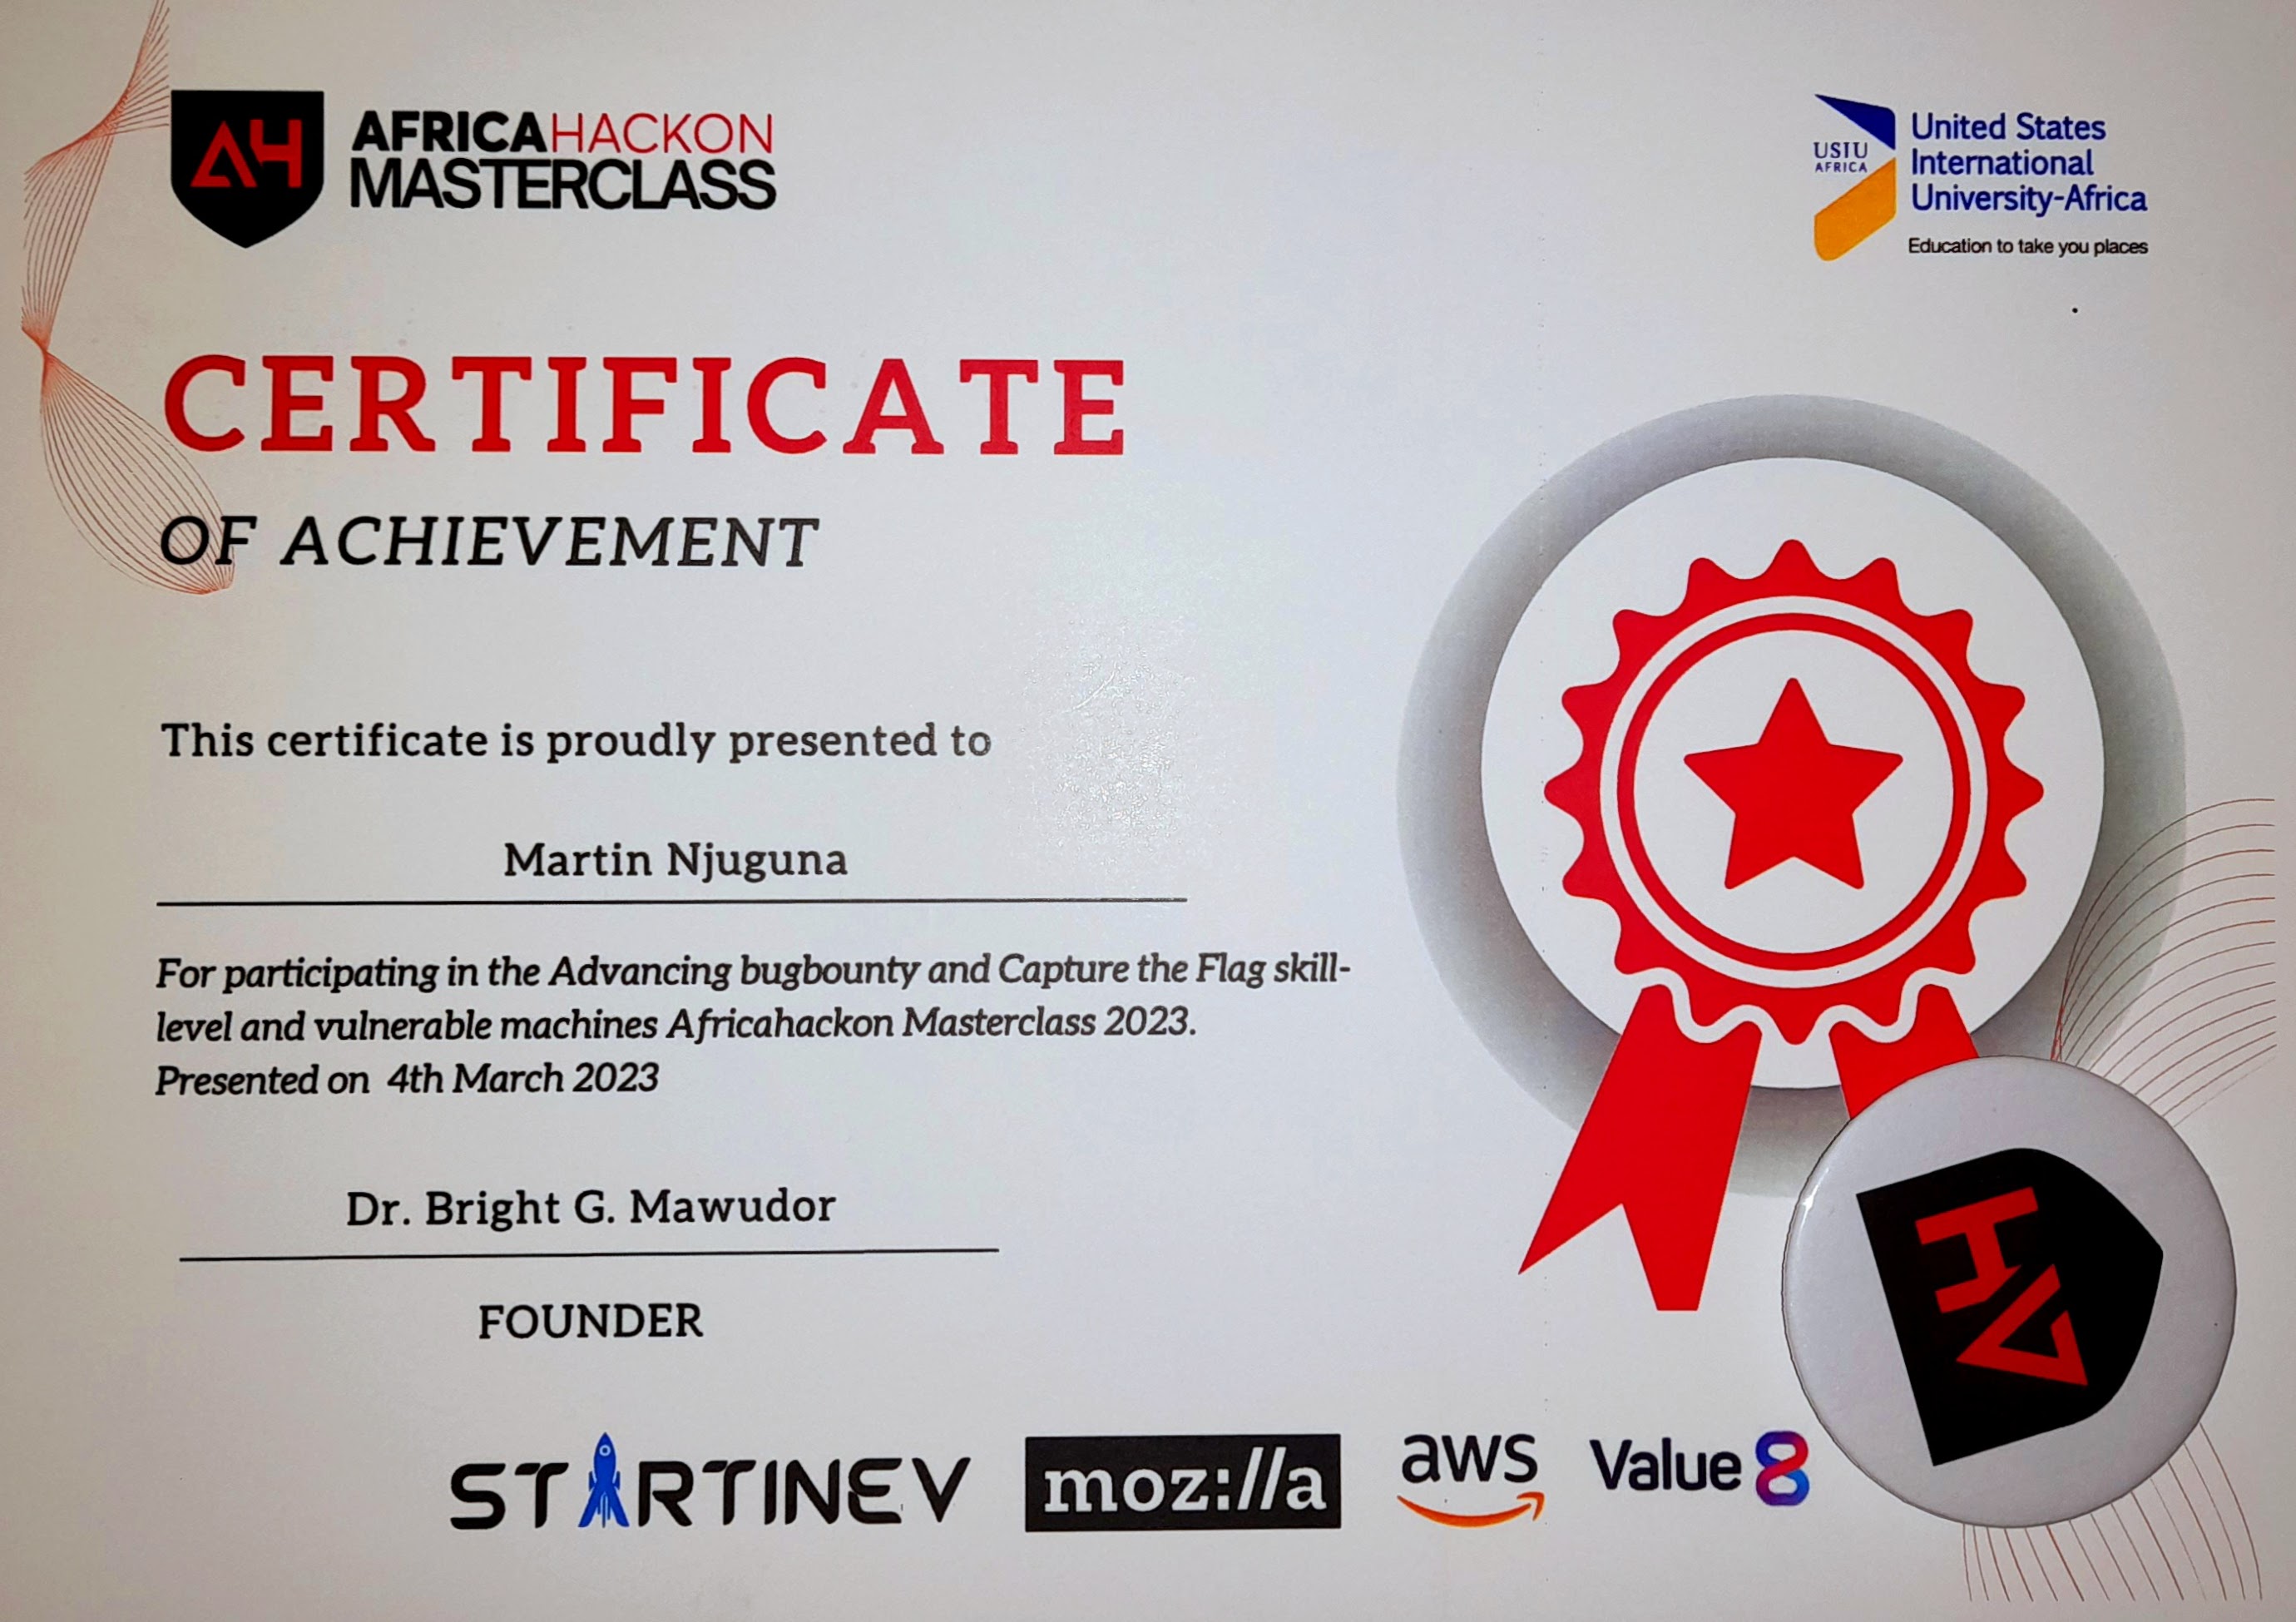 AH
AFRICAHACKON
MASTERCLASS
USIU
AFRICA
United States
International
University-Africa
Education to take you places
CERTIFICATE
OF ACHIEVEMENT
This certificate is proudly presented to
Martin Njuguna
For participating in the Advancing bugbounty and Capture the Flag skill-
level and vulnerable machines Africahackon Masterclass 2023.
Presented on 4th March 2023
Dr. Bright G. Mawudor
FOUNDER
AH
STARTINEV
moz://a
aws
Value8